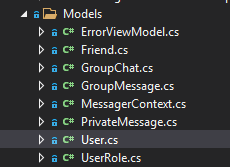 Models
C# ErrorViewModel.cs
C# Friend.cs
C# GroupChat.cs
C# GroupMessage.cs
C# MessagerContext.cs
C# PrivateMessage.cs
C# User.cs
C# UserRole.cs